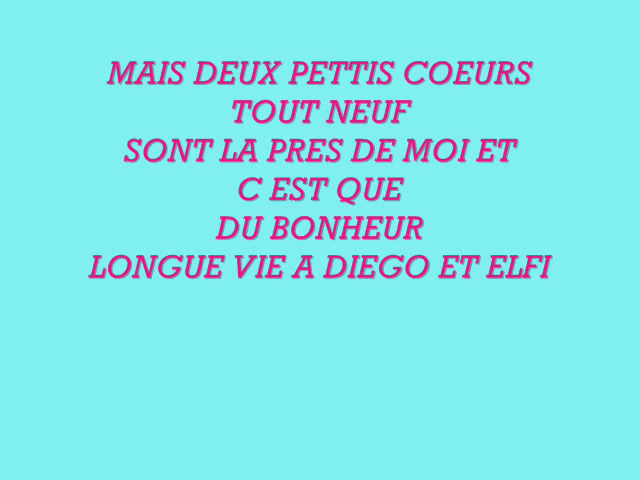 MAIS DEUX PETTIS COEURS
TOUT NEUF
SONT LA PRES DE MOI ET
C EST QUE
DU BONHEUR
LONGUE VIE A DIEGO ET ELFI